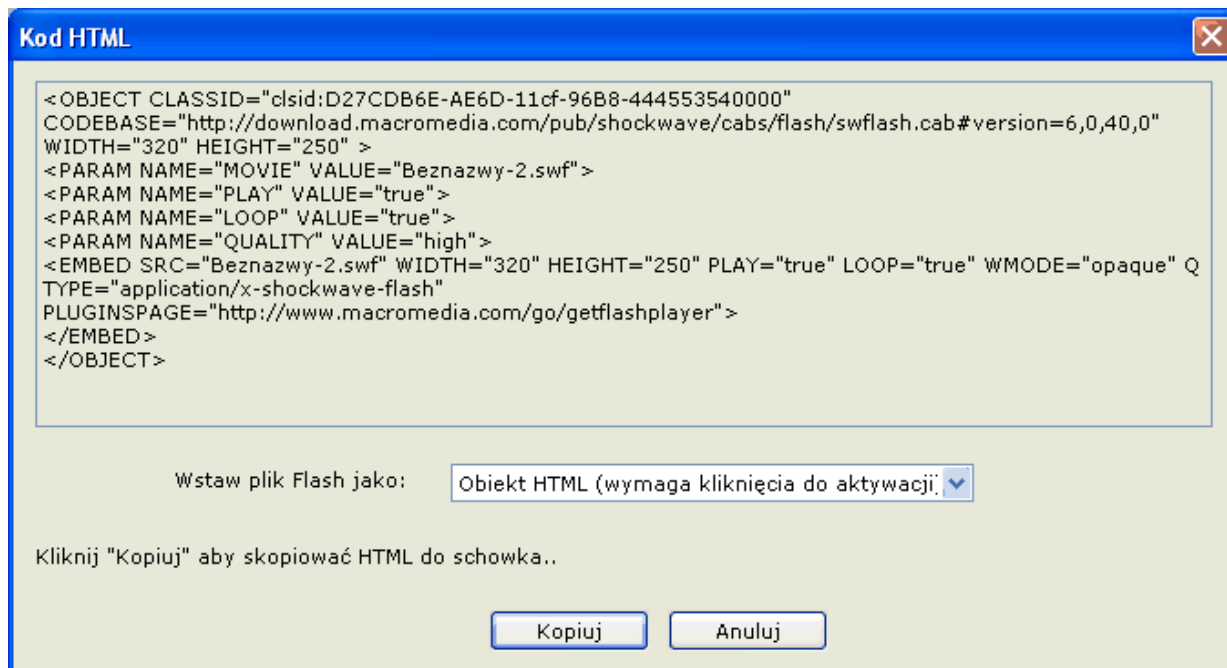 Kod HTML
<OBJECT CLASSID="clsid:D27CDB6E-AE6D-11cf-96B8-444553540000"
CODEBASE="http://download.macromedia.com/pub/shockwave/cabs/flash/swflash.cab#version=6,0,40,0"
WIDTH="320" HEIGHT="250" >
<PARAM NAME="MOVIE" VALUE="Beznazwy-2.swf">
<PARAM NAME="PLAY" VALUE="true">
<PARAM NAME="LOOP" VALUE="true">
<PARAM NAME="QUALITY" VALUE="high">
<EMBED SRC="Beznazwy-2.swf" WIDTH="320" HEIGHT="250" PLAY="true" LOOP="true" WMODE="opaque" Q
TYPE="application/x-shockwave-flash"
PLUGINSPAGE="http://www.macromedia.com/go/getflashplayer">
</EMBED>
</OBJECT>
Wstaw plik Flash jako: Obiekt HTML (wymaga kliknięcia do aktywacji)
Kliknij "Kopiuj" aby skopiować HTML do schowka..
Kopiuj Anuluj